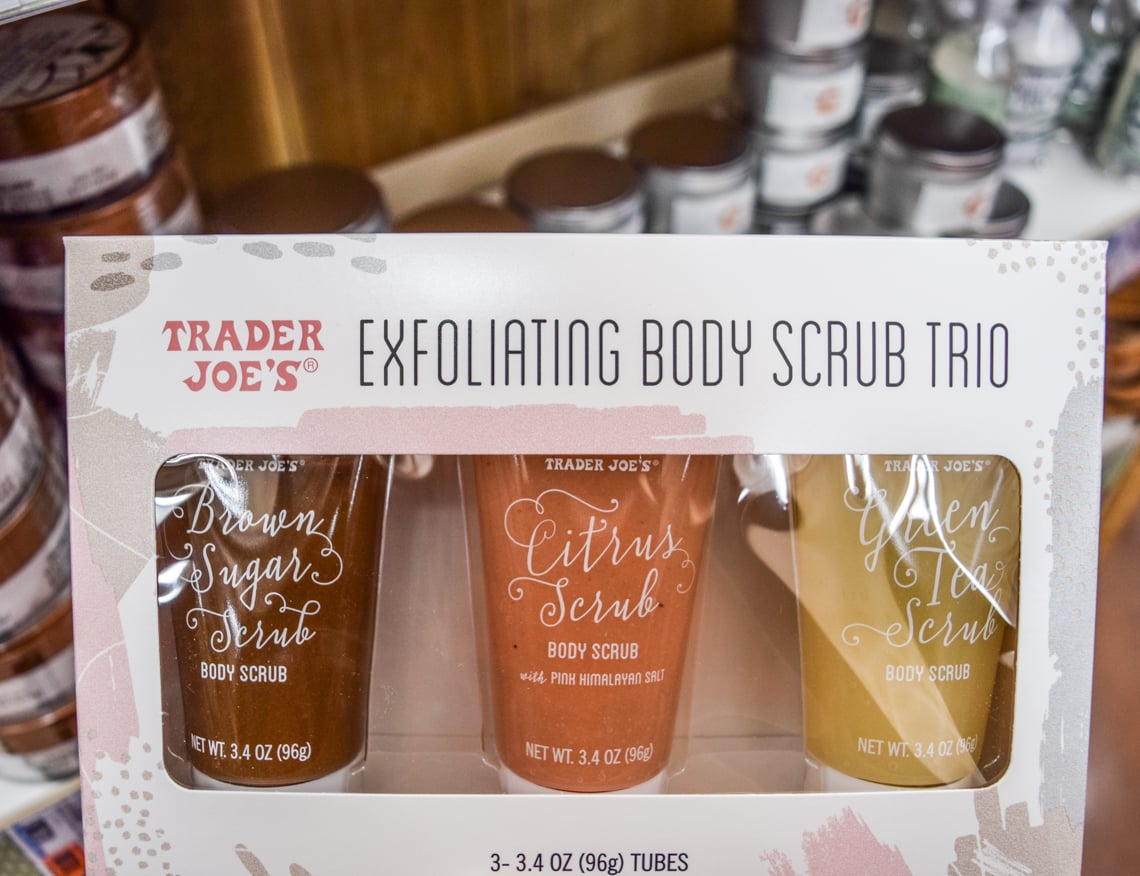 TRADER
JOE'S®
EXFOLIATING BODY SCRUB TRIO
TRADER JOE'S®
Brown
Sugar
Scrub
BODY SCRUB
NET WT. 3.4 OZ (96g)
TRADER JOE'S®
Citrus
Scrub
BODY SCRUB
with PINK HIMALAYAN SALT
NET WT. 3.4 OZ (96g)
TRADER JOE'S®
Green
Tea
Scrub
BODY SCRUB
NET WT. 3.4 OZ (96g)
3- 3.4 OZ (96g) TUBES